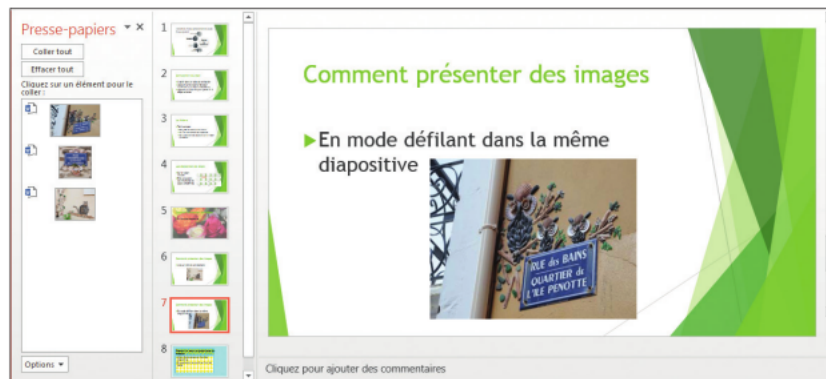 Presse-papiers
Coller tout
Effacer tout
Cliquez sur un élément pour le
coller :
Options
1
2
3
4
5
6
7
8
Comment présenter des images
En mode défilant dans la même
diapositive
RUE des BAINS
QUARTIER de
L'ILE PENOTTE
Cliquez pour ajouter des commentaires